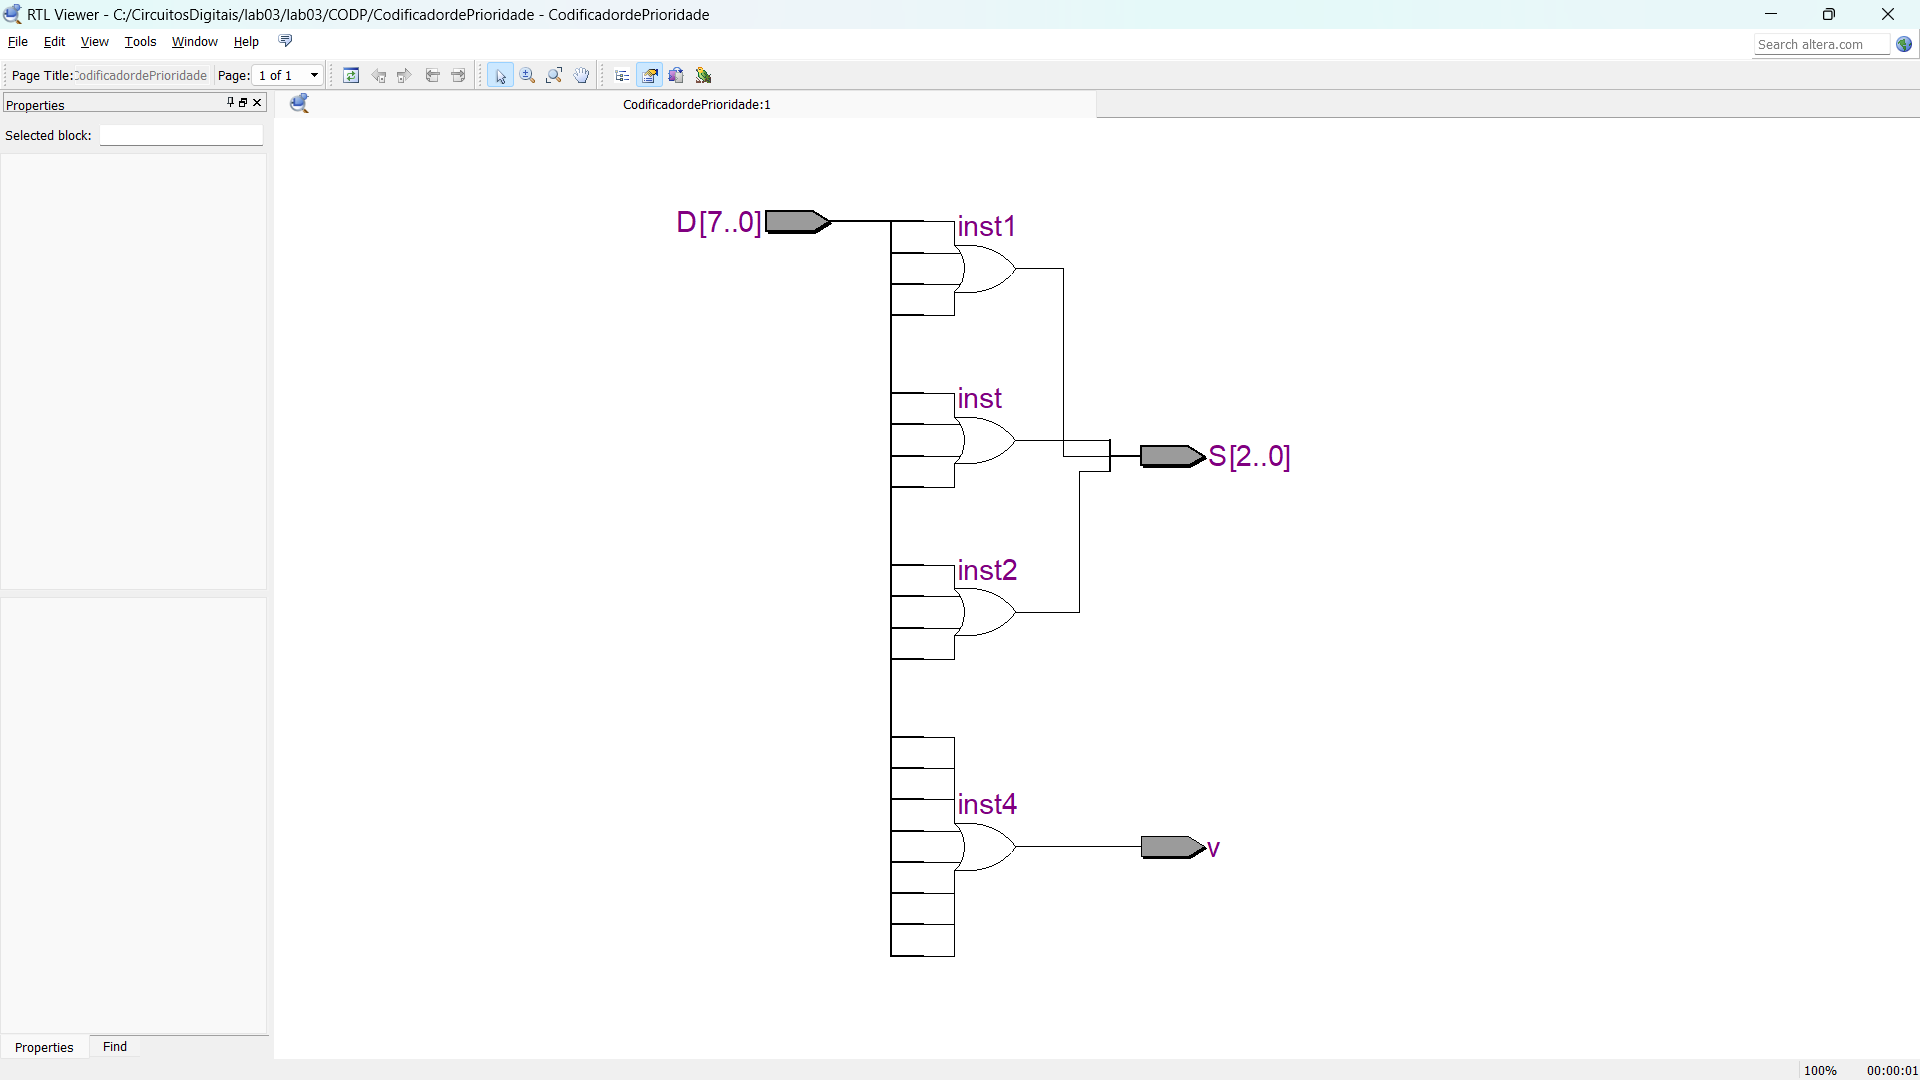 RTL Viewer - C:/CircuitosDigitais/lab03/lab03/CODP/CodificadordePrioridade - CodificadordePrioridade
File Edit View Tools Window Help
Search altera.com
Page Title: CodificadordePrioridade Page: 1 of 1
Properties
CodificadordePrioridade:1
Selected block:
D[7..0]
inst1
inst
S[2..0]
inst2
inst4
v
Properties Find
100% 00:00:01